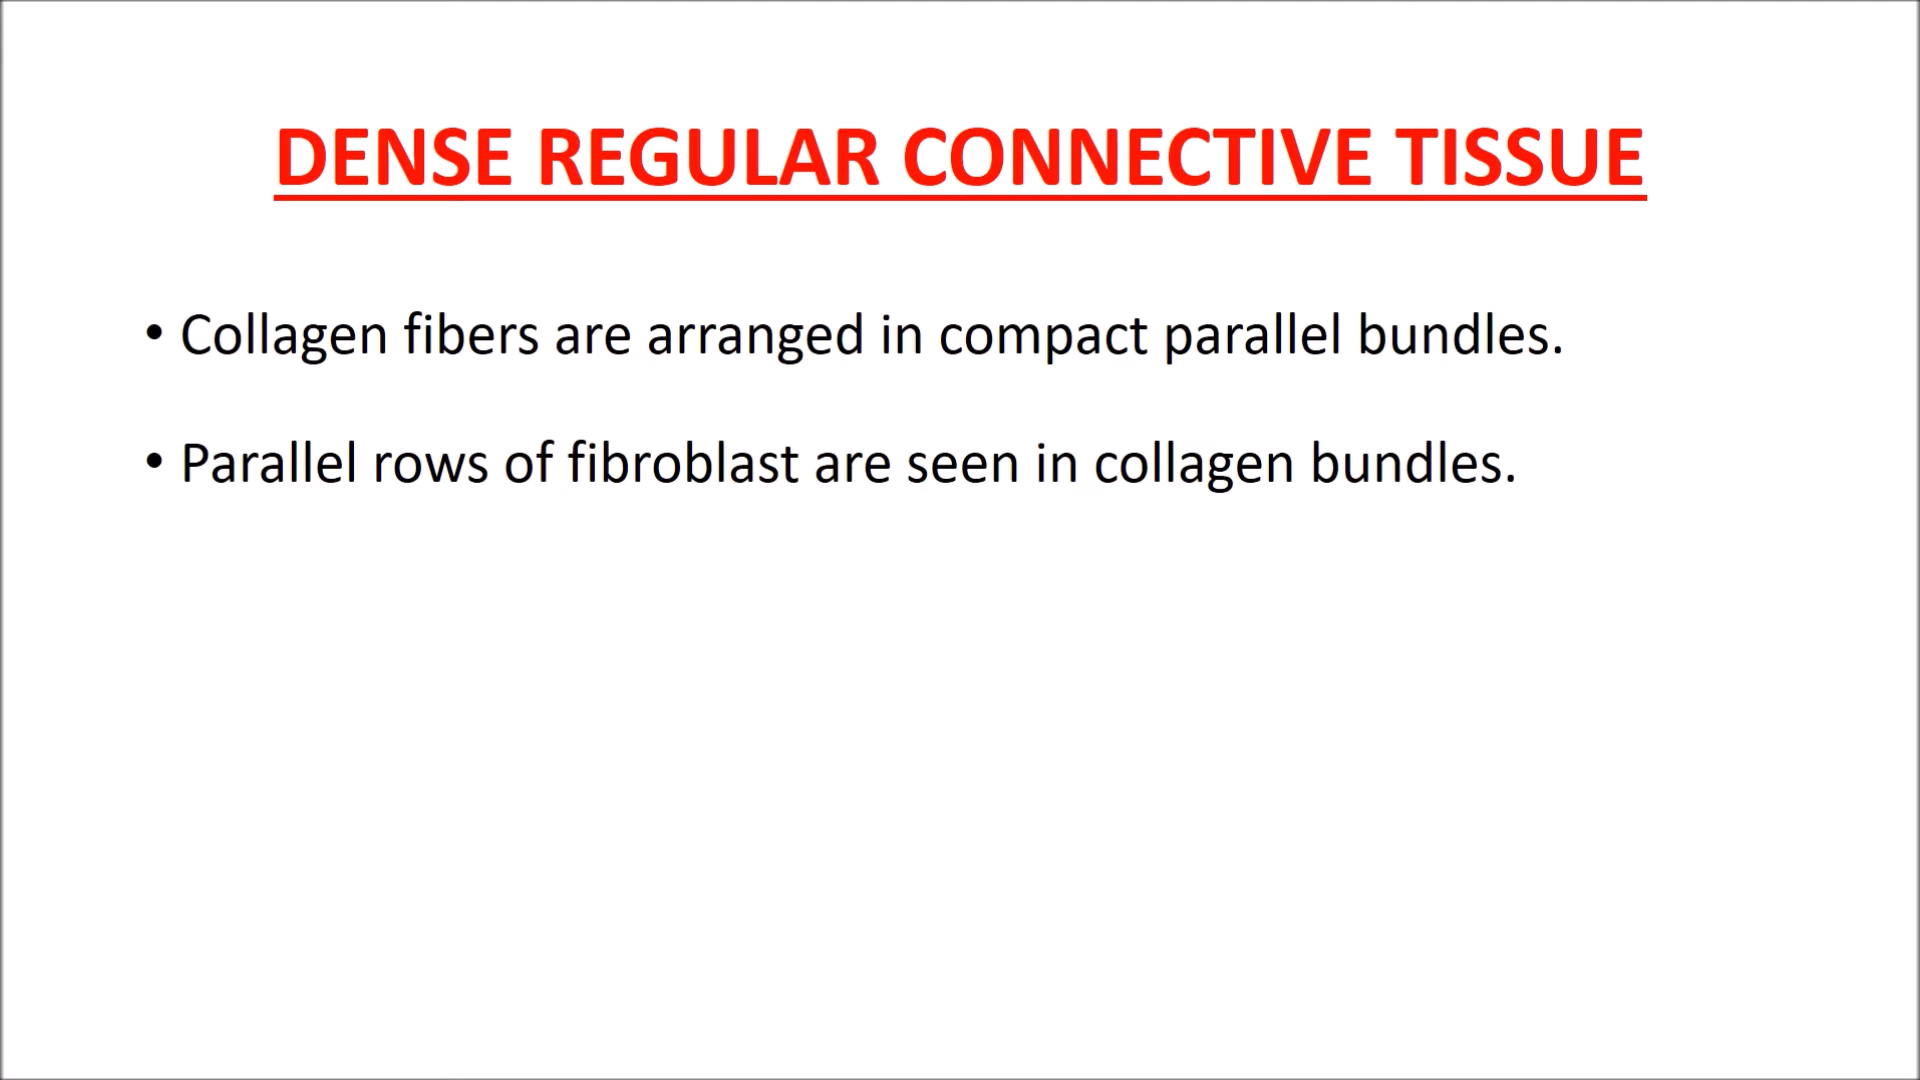 DENSE REGULAR CONNECTIVE TISSUE
• Collagen fibers are arranged in compact parallel bundles.
• Parallel rows of fibroblast are seen in collagen bundles.